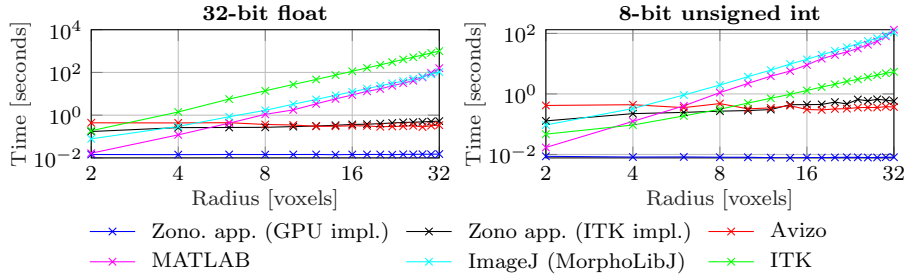 32-bit float
8-bit unsigned int
Time [seconds]
10^4
10^2
10^0
10^-2
2
4
8
16
32
Radius [voxels]
Time [seconds]
10^2
10^0
10^-2
2
4
8
16
32
Radius [voxels]
Zono. app. (GPU impl.)
Zono app. (ITK impl.)
Avizo
MATLAB
ImageJ (MorphoLibJ)
ITK